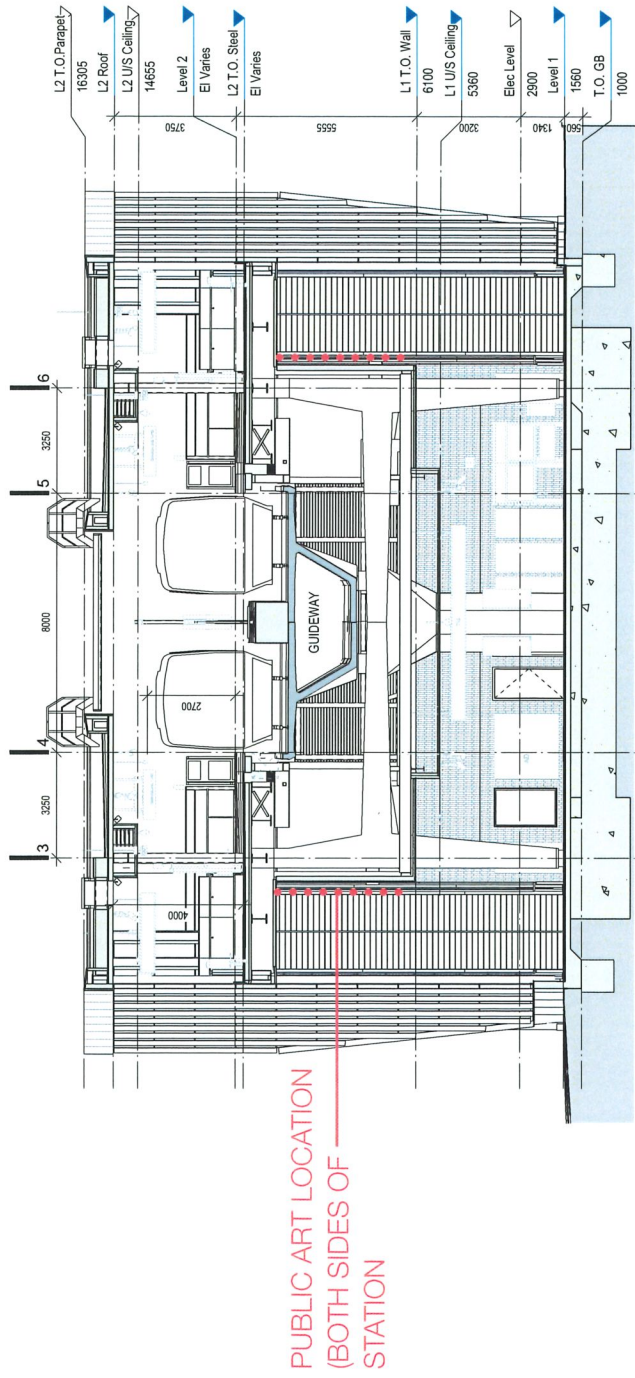 6
5
4
3
3250
8000
3250
2700
4000
GUIDEWAY
PUBLIC ART LOCATION
(BOTH SIDES OF
STATION
3750
5555
3200
1340
560
L2 T.O.Parapet
16305
L2 Roof
L2 U/S Ceiling
14655
Level 2
El Varies
L2 T.O. Steel
El Varies
L1 T.O. Wall
6100
L1 U/S Ceiling
5360
Elec Level
2900
Level 1
1560
T.O. GB
1000